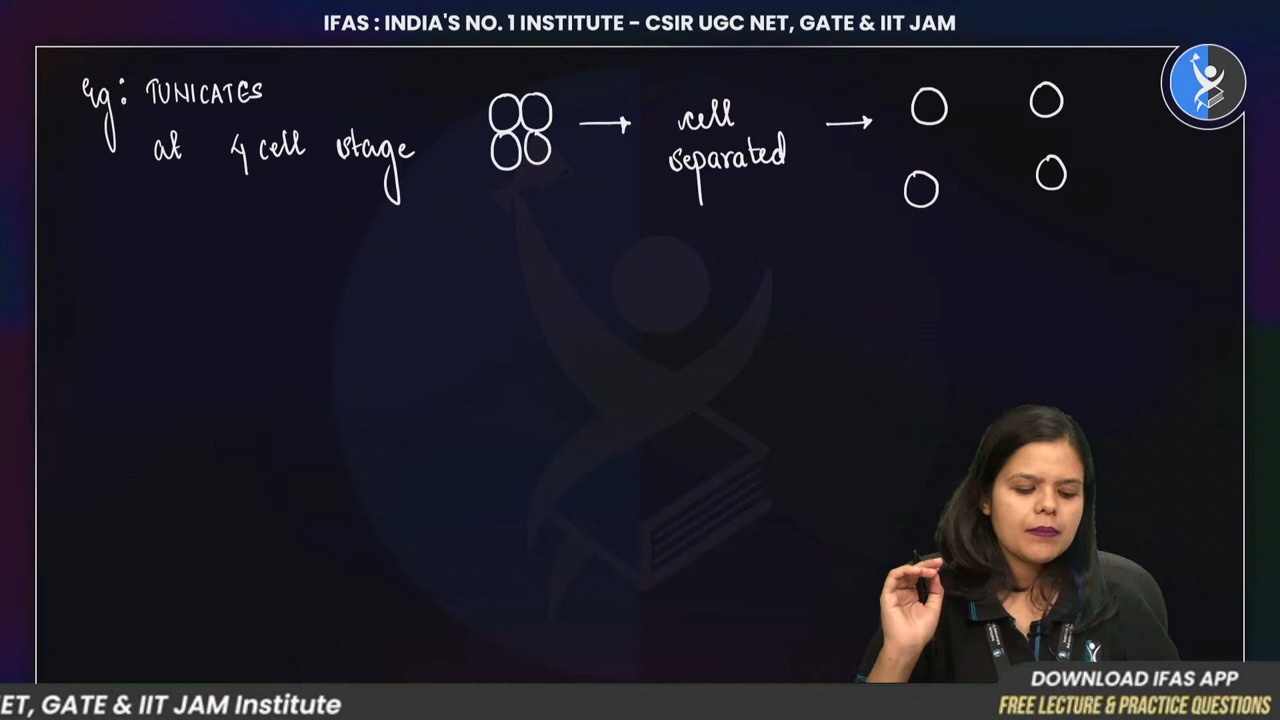 IFAS : INDIA'S NO. 1 INSTITUTE – CSIR UGC NET, GATE & IIT JAM
Eg: TUNICATES
at 4 cell stage
cell
separated
DOWNLOAD IFAS APP
FREE LECTURE & PRACTICE QUESTIONS
ET, GATE & IIT JAM Institute